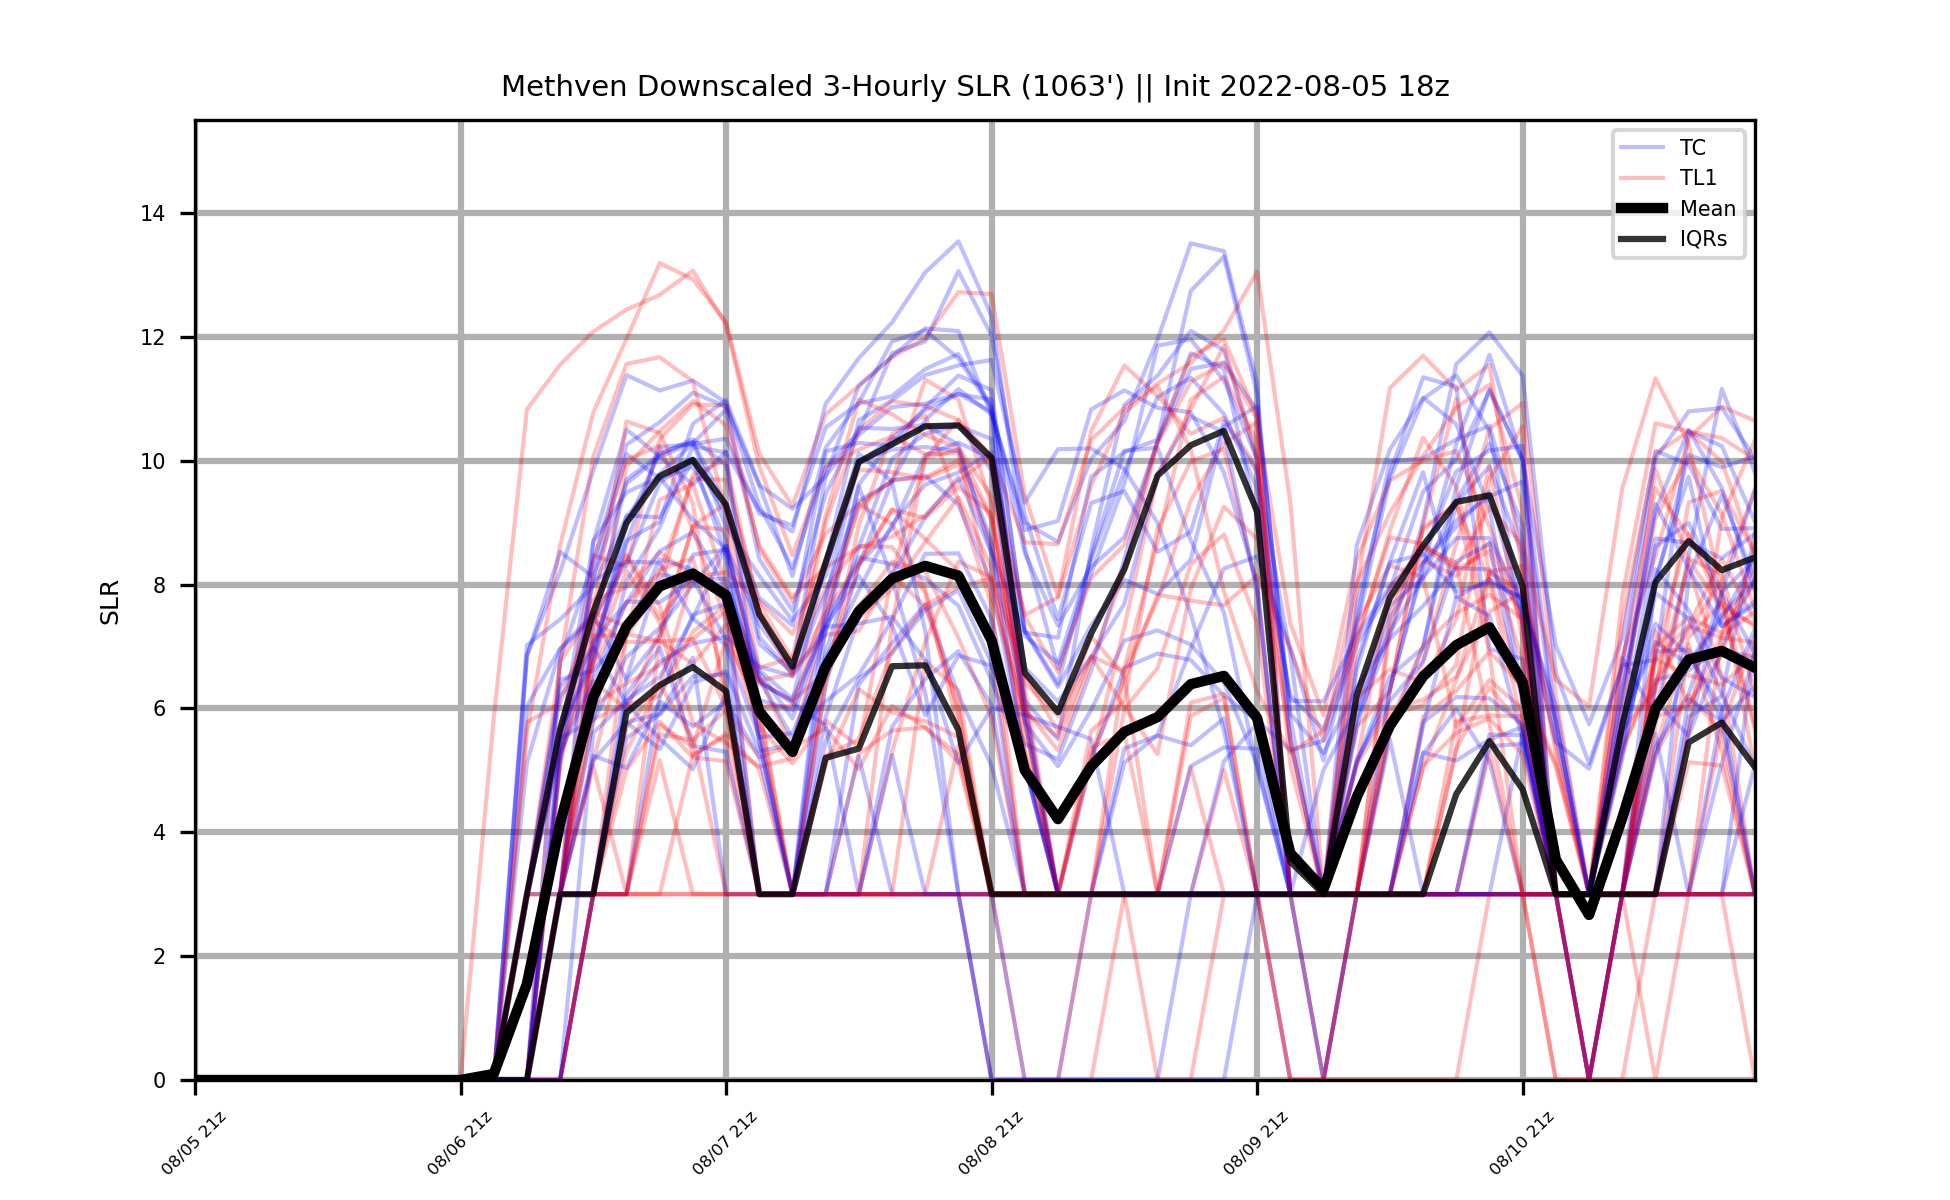 Methven Downscaled 3-Hourly SLR (1063') || Init 2022-08-05 18z
TC
TL1
Mean
IQRs
SLR
14
12
10
8
6
4
2
0
08/05 21z
08/06 21z
08/07 21z
08/08 21z
08/09 21z
08/10 21z